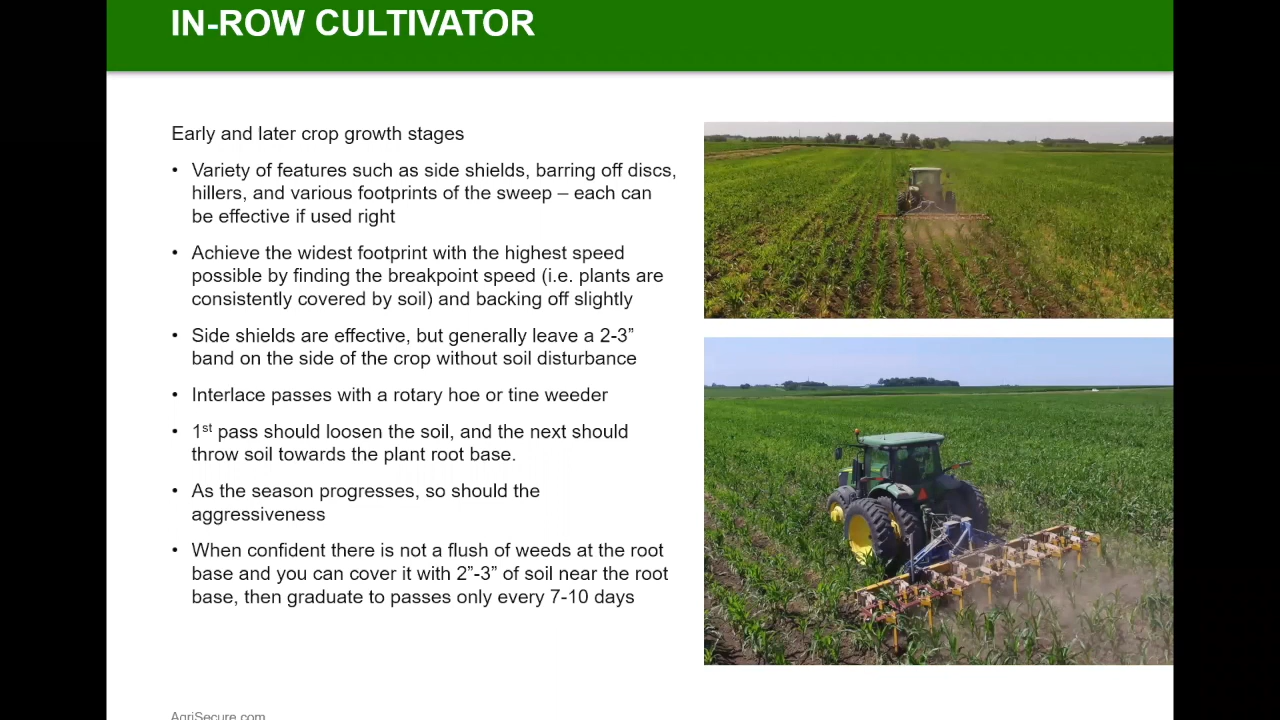 IN-ROW CULTIVATOR
Early and later crop growth stages
• Variety of features such as side shields, barring off discs,
hillers, and various footprints of the sweep – each can
be effective if used right
• Achieve the widest footprint with the highest speed
possible by finding the breakpoint speed (i.e. plants are
consistently covered by soil) and backing off slightly
• Side shields are effective, but generally leave a 2-3”
band on the side of the crop without soil disturbance
• Interlace passes with a rotary hoe or tine weeder
• 1st pass should loosen the soil, and the next should
throw soil towards the plant root base.
• As the season progresses, so should the
aggressiveness
• When confident there is not a flush of weeds at the root
base and you can cover it with 2”-3” of soil near the root
base, then graduate to passes only every 7-10 days
AgriSecure.com